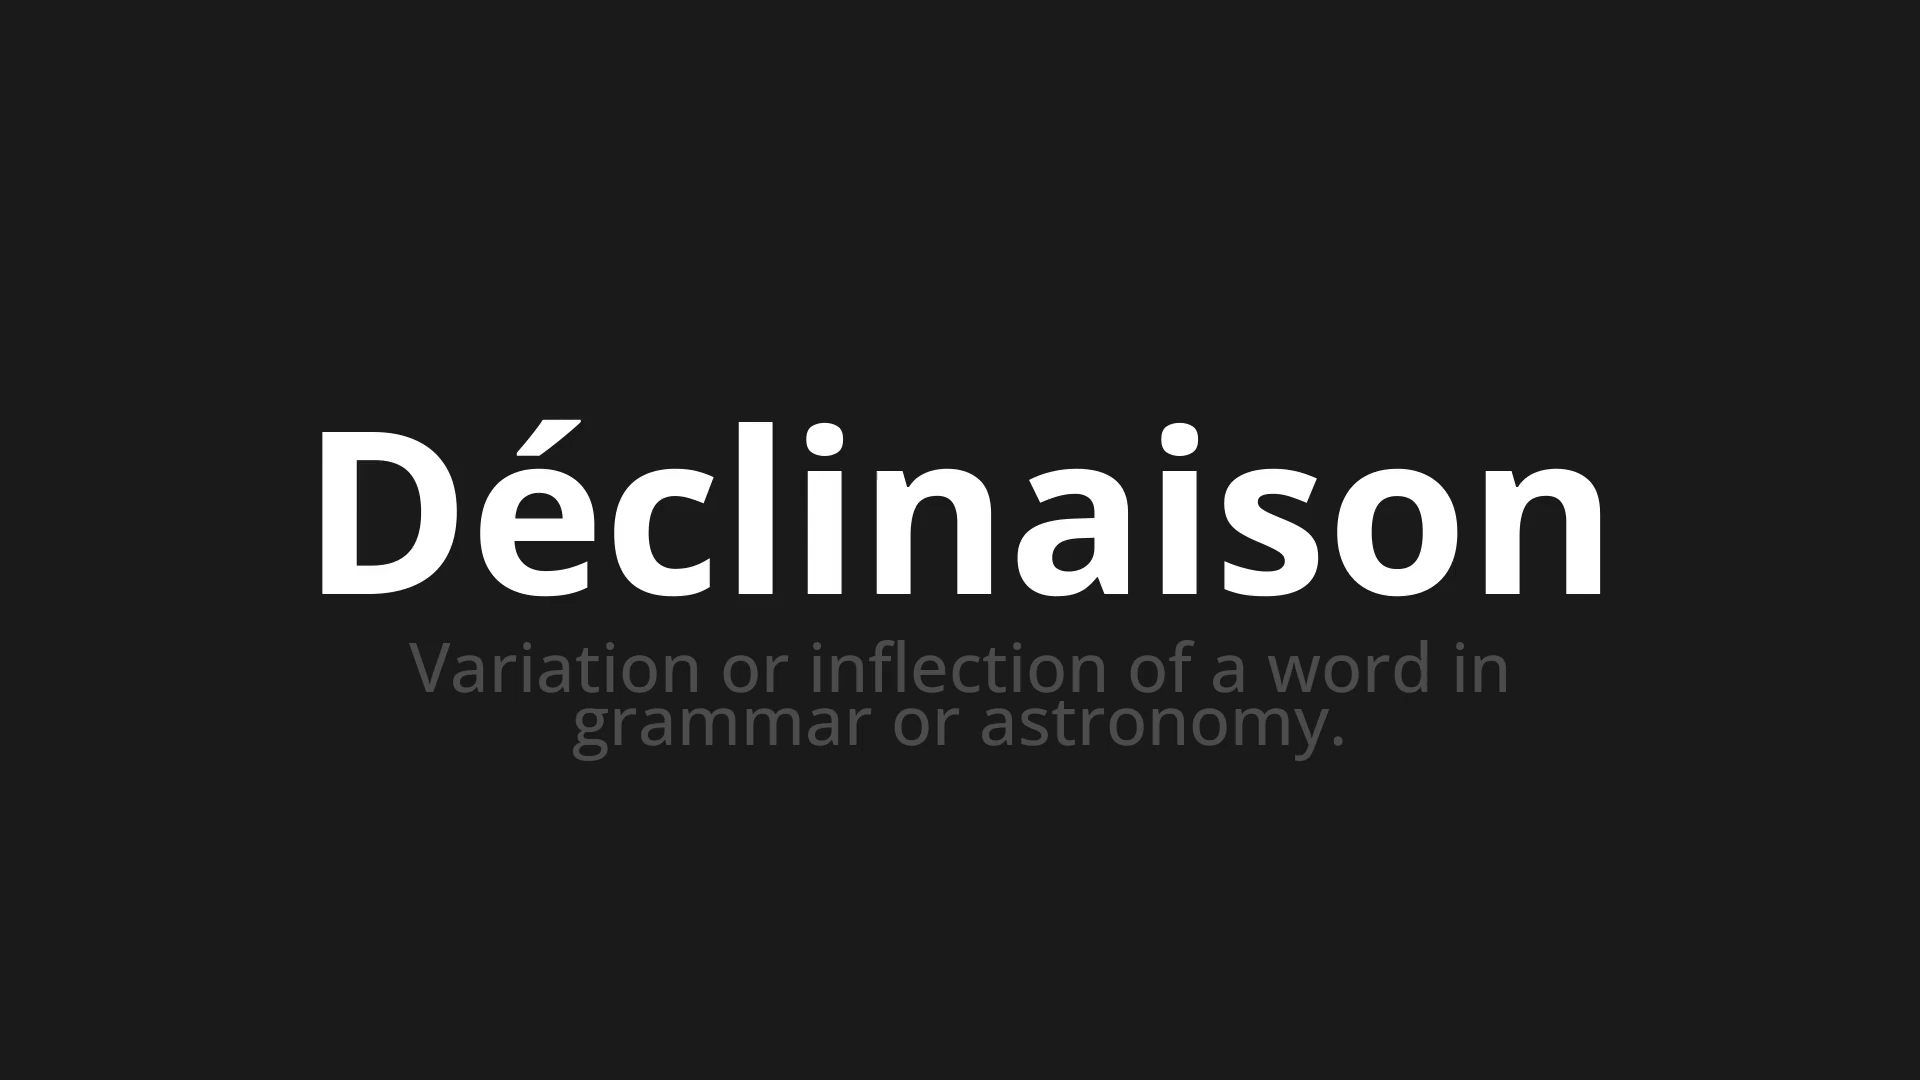 Déclinaison
Variation or inflection of a word in
grammar or astronomy.